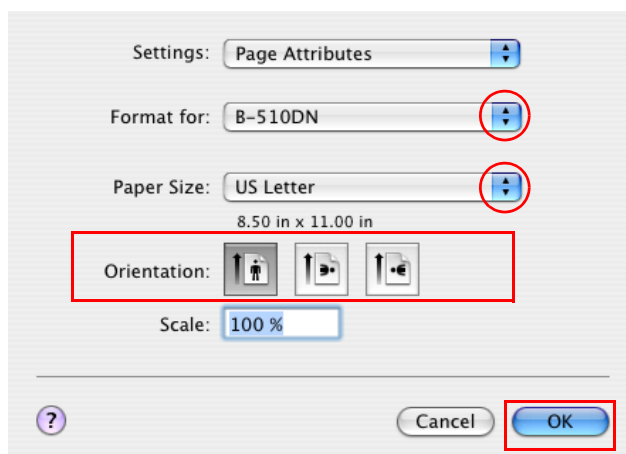 Settings: Page Attributes
Format for: B-510DN
Paper Size: US Letter
8.50 in x 11.00 in
Orientation:
Scale: 100 %
? Cancel OK